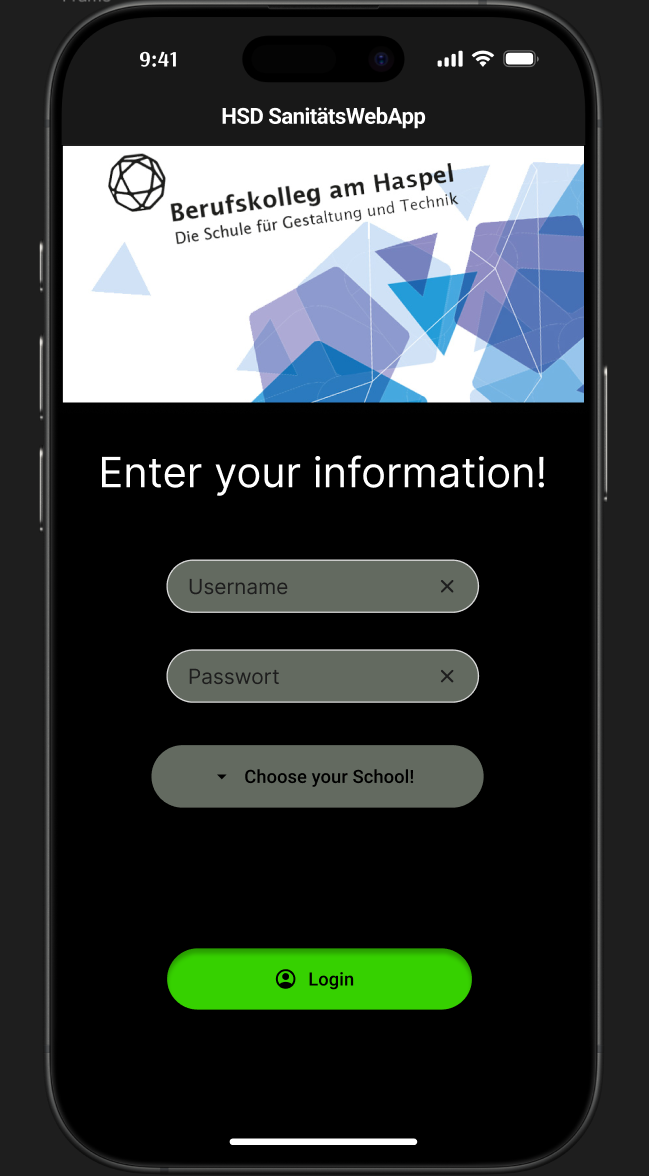 9:41
HSD SanitätsWebApp
Berufskolleg am Haspel
Die Schule für Gestaltung und Technik
Enter your information!
Username
Passwort
Choose your School!
Login